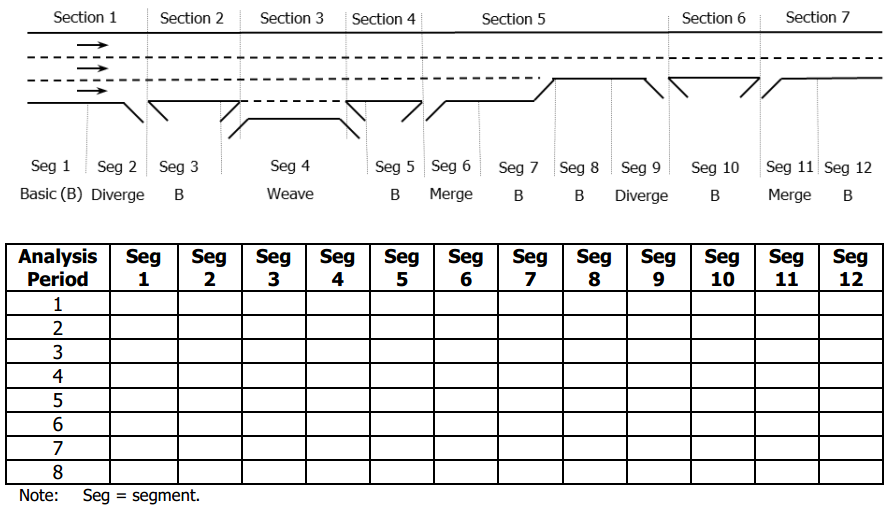 Section 1 Section 2 Section 3 Section 4 Section 5 Section 6 Section 7
Seg 1 Seg 2 Seg 3 Seg 4 Seg 5 Seg 6 Seg 7 Seg 8 Seg 9 Seg 10 Seg 11 Seg 12
Basic (B) Diverge B Weave B Merge B B Diverge B Merge B
Analysis Seg Seg Seg Seg Seg Seg Seg Seg Seg Seg Seg Seg
Period 1 2 3 4 5 6 7 8 9 10 11 12
1
2
3
4
5
6
7
8
Note: Seg = segment.